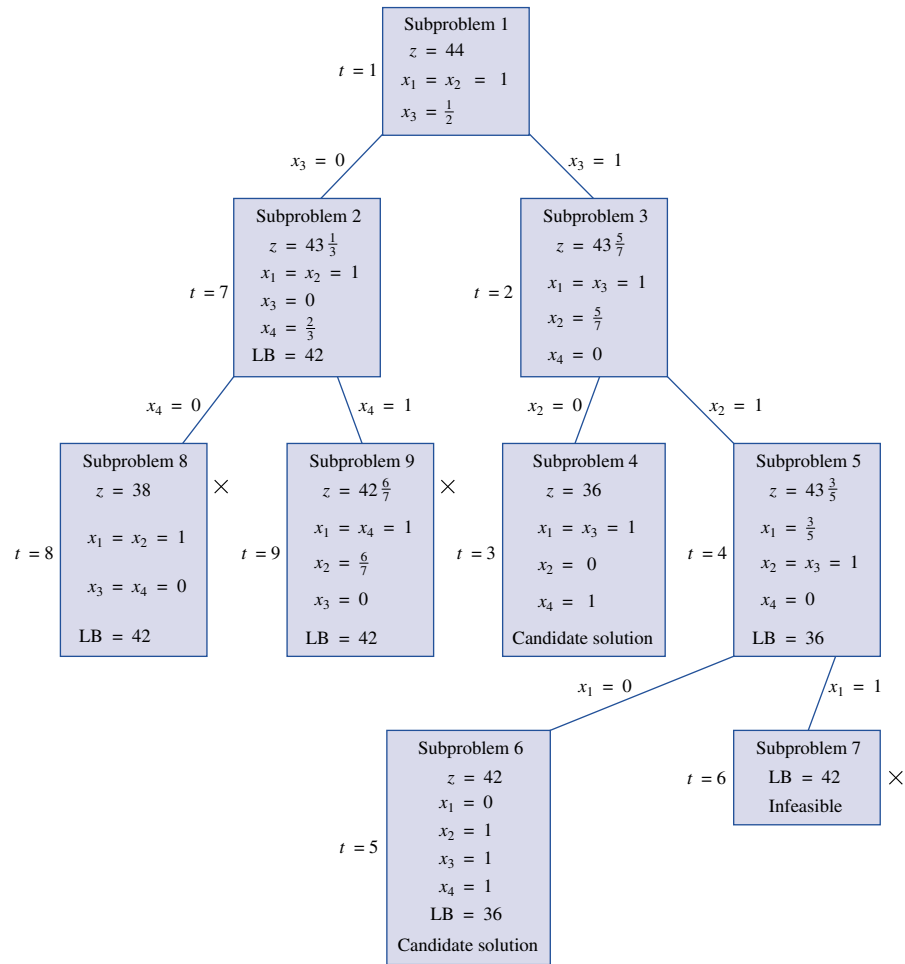 Subproblem 1
z = 44
t = 1
x₁ = x₂ = 1
x₃ = 1/2
x₃ = 0
x₃ = 1
Subproblem 2
z = 43 1/3
x₁ = x₂ = 1
t = 7
x₃ = 0
x₄ = 2/3
LB = 42
Subproblem 3
z = 43 5/7
x₁ = x₃ = 1
t = 2
x₂ = 5/7
x₄ = 0
x₄ = 0
x₄ = 1
x₂ = 0
x₂ = 1
Subproblem 8
z = 38
×
x₁ = x₂ = 1
t = 8
x₃ = x₄ = 0
LB = 42
Subproblem 9
z = 42 6/7
×
x₁ = x₄ = 1
t = 9
x₂ = 6/7
x₃ = 0
LB = 42
Subproblem 4
z = 36
x₁ = x₃ = 1
t = 3
x₂ = 0
x₄ = 1
Candidate solution
Subproblem 5
z = 43 3/5
x₁ = 3/5
t = 4
x₂ = x₃ = 1
x₄ = 0
LB = 36
x₁ = 0
x₁ = 1
Subproblem 6
z = 42
x₁ = 0
x₂ = 1
t = 5
x₃ = 1
x₄ = 1
LB = 36
Candidate solution
Subproblem 7
t = 6
LB = 42
×
Infeasible